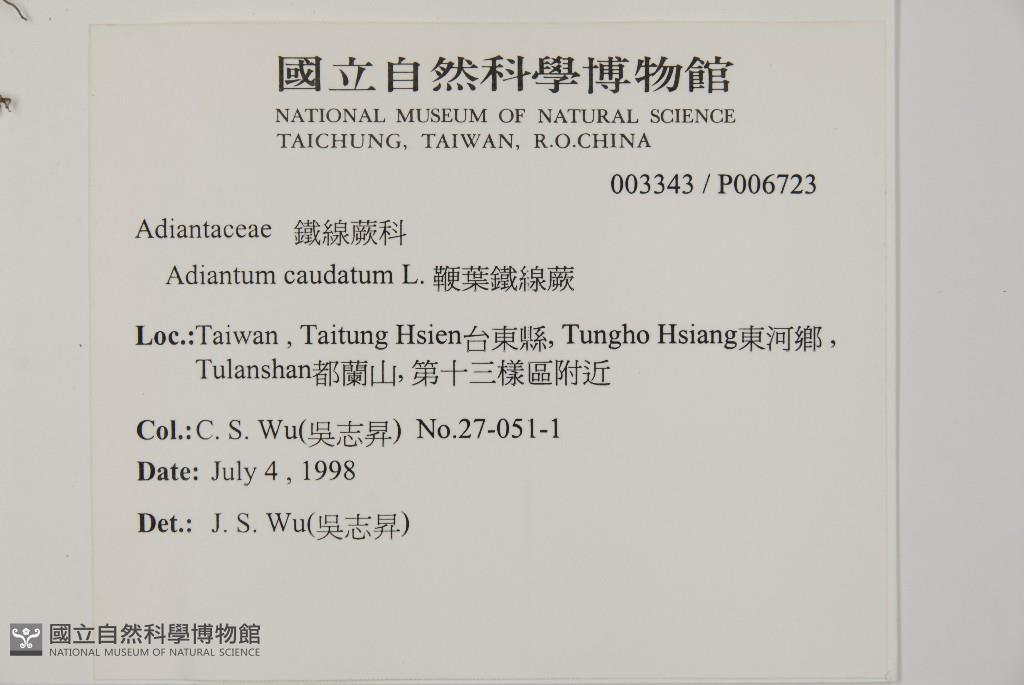 國立自然科學博物館
NATIONAL MUSEUM OF NATURAL SCIENCE
TAICHUNG, TAIWAN, R.O.CHINA
003343 / P006723
Adiantaceae 鐵線蕨科
Adiantum caudatum L. 鞭葉鐵線蕨
Loc.:Taiwan , Taitung Hsien台東縣, Tungho Hsiang東河鄉 ,
Tulanshan都蘭山, 第十三樣區附近
Col.: C. S. Wu(吳志昇) No.27-051-1
Date: July 4 , 1998
Det.: J. S. Wu(吳志昇)
國立自然科學博物館
NATIONAL MUSEUM OF NATURAL SCIENCE